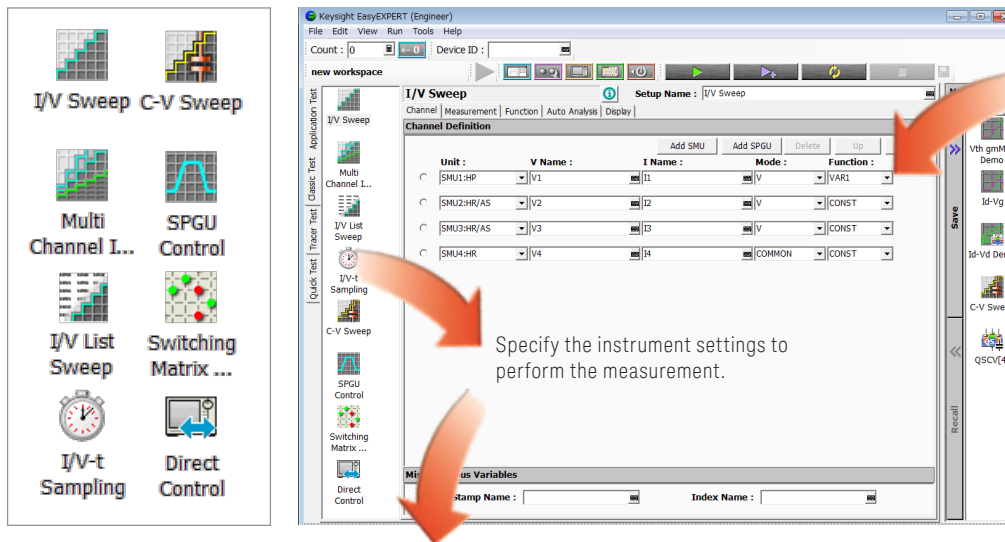 I/V Sweep C-V Sweep
Multi
Channel I...
SPGU
Control
I/V List
Sweep
Switching
Matrix ...
I/V-t
Sampling
Direct
Control
Keysight EasyEXPERT (Engineer)
File Edit View Run Tools Help
Count : 0
Device ID :
new workspace
Application Test
Classic Test
Tracer Test
Quick Test
I/V Sweep
Multi
Channel I...
I/V List
Sweep
I/V-t
Sampling
C-V Sweep
SPGU
Control
Switching
Matrix ...
Direct
Control
I/V Sweep
Setup Name : I/V Sweep
Channel Measurement Function Auto Analysis Display
Channel Definition
Add SMU Add SPGU Delete Up
Unit : V Name : I Name : Mode : Function :
SMU1:HP V1 I1 V VAR1
SMU2:HR/AS V2 I2 V CONST
SMU3:HR/AS V3 I3 V CONST
SMU4:HR V4 I4 COMMON CONST
Specify the instrument settings to
perform the measurement.
us Variables
Stamp Name : Index Name :
Save
Recall
Vth gmM
Demo
Id-Vg
Id-Vd Der
C-V Swe
QSCV[4